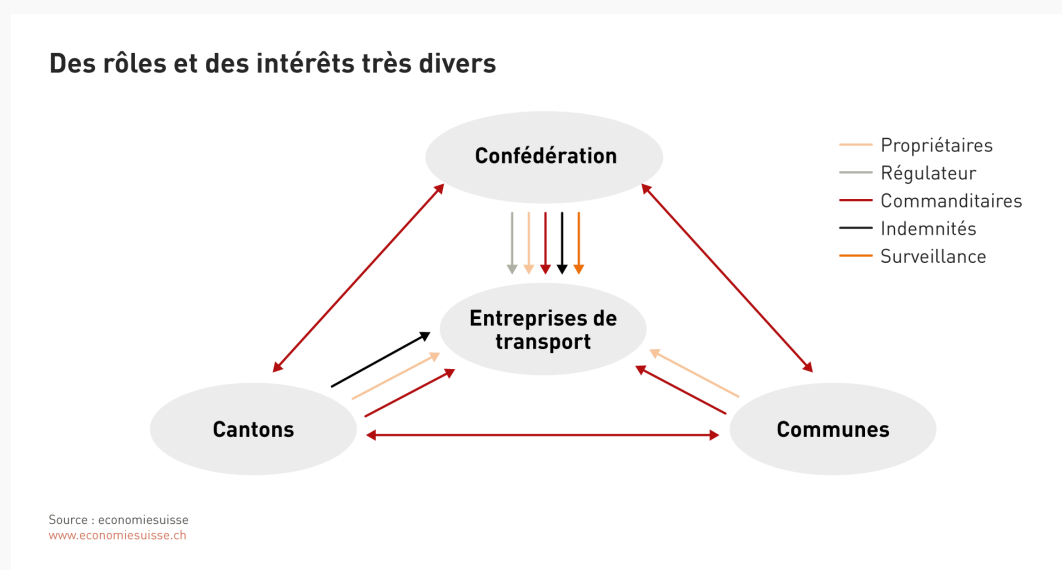 Des rôles et des intérêts très divers
Confédération
Propriétaires
Régulateur
Commanditaires
Indemnités
Surveillance
Entreprises de
transport
Cantons
Communes
Source : economiesuisse
www.economiesuisse.ch